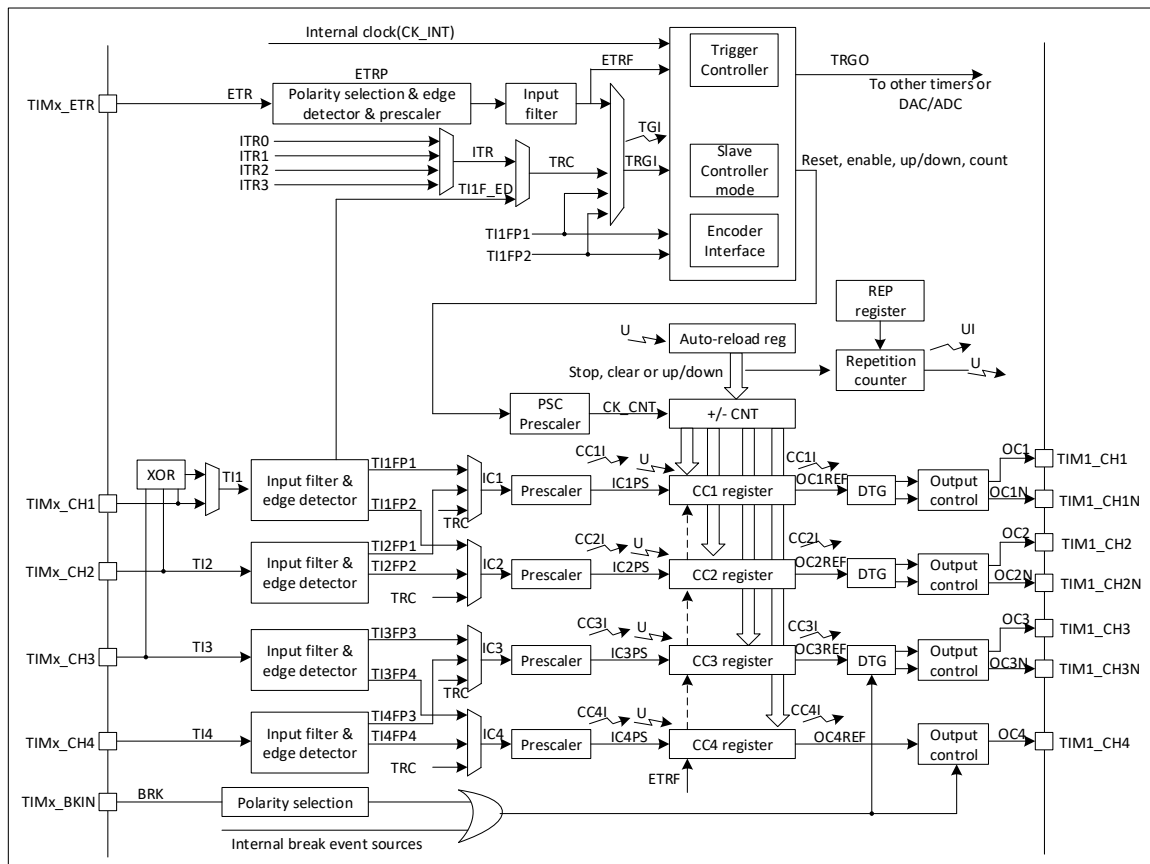 Internal clock(CK_INT)
Trigger
Controller
ETRF
TRGO
To other timers or
DAC/ADC
ETRP
TIMx_ETR
ETR
Polarity selection & edge
detector & prescaler
Input
filter
TGI
ITR0
ITR1
ITR2
ITR3
ITR
TI1F_ED
TRC
TRGI
Slave
Controller
mode
Reset, enable, up/down, count
TI1FP1
TI1FP2
Encoder
Interface
REP
register
U
Auto-reload reg
UI
Stop, clear or up/down
Repetition
counter
U
PSC
Prescaler
CK_CNT
+/- CNT
XOR
TI1
TIMx_CH1
Input filter &
edge detector
TI1FP1
TI1FP2
TRC
IC1
Prescaler
CC1I
U
IC1PS
CC1 register
CC1I
OC1REF
DTG
Output
control
OC1
OC1N
TIM1_CH1
TIM1_CH1N
TIMx_CH2
TI2
Input filter &
edge detector
TI2FP1
TI2FP2
TRC
IC2
Prescaler
CC2I
U
IC2PS
CC2 register
CC2I
OC2REF
DTG
Output
control
OC2
OC2N
TIM1_CH2
TIM1_CH2N
TIMx_CH3
TI3
Input filter &
edge detector
TI3FP3
TI3FP4
TRC
IC3
Prescaler
CC3I
U
IC3PS
CC3 register
CC3I
OC3REF
DTG
Output
control
OC3
OC3N
TIM1_CH3
TIM1_CH3N
TIMx_CH4
TI4
Input filter &
edge detector
TI4FP3
TI4FP4
TRC
IC4
Prescaler
CC4I
U
IC4PS
CC4 register
CC4I
OC4REF
Output
control
OC4
TIM1_CH4
ETRF
TIMx_BKIN
BRK
Polarity selection
Internal break event sources